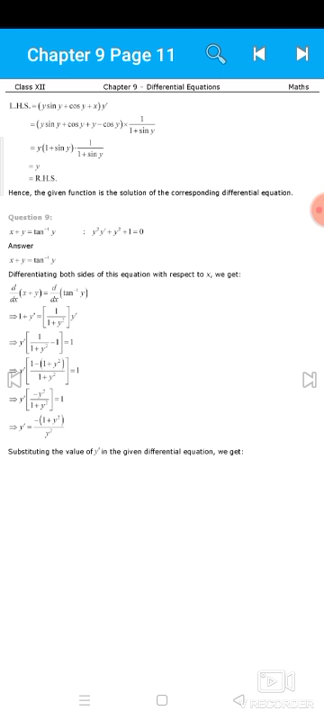 Chapter 9 Page 11
Class XII Chapter 9 – Differential Equations Maths
L.H.S. = (y sin y + cos y + x) y′
= (y sin y + cos y + y − cos y) × 1/(1 + sin y)
= y(1 + sin y) · 1/(1 + sin y)
= y
= R.H.S.
Hence, the given function is the solution of the corresponding differential equation.
Question 9:
x + y = tan⁻¹ y : y² y′ + y² + 1 = 0
Answer
x + y = tan⁻¹ y
Differentiating both sides of this equation with respect to x, we get:
d/dx (x + y) = d/dx (tan⁻¹ y)
⇒ 1 + y′ = [1/(1 + y²)] y′
⇒ y′[1/(1 + y²) − 1] = 1
⇒ y′[(1 − (1 + y²))/(1 + y²)] = 1
⇒ y′[−y²/(1 + y²)] = 1
⇒ y′ = −(1 + y²)/y²
Substituting the value of y′ in the given differential equation, we get:
RECORDER